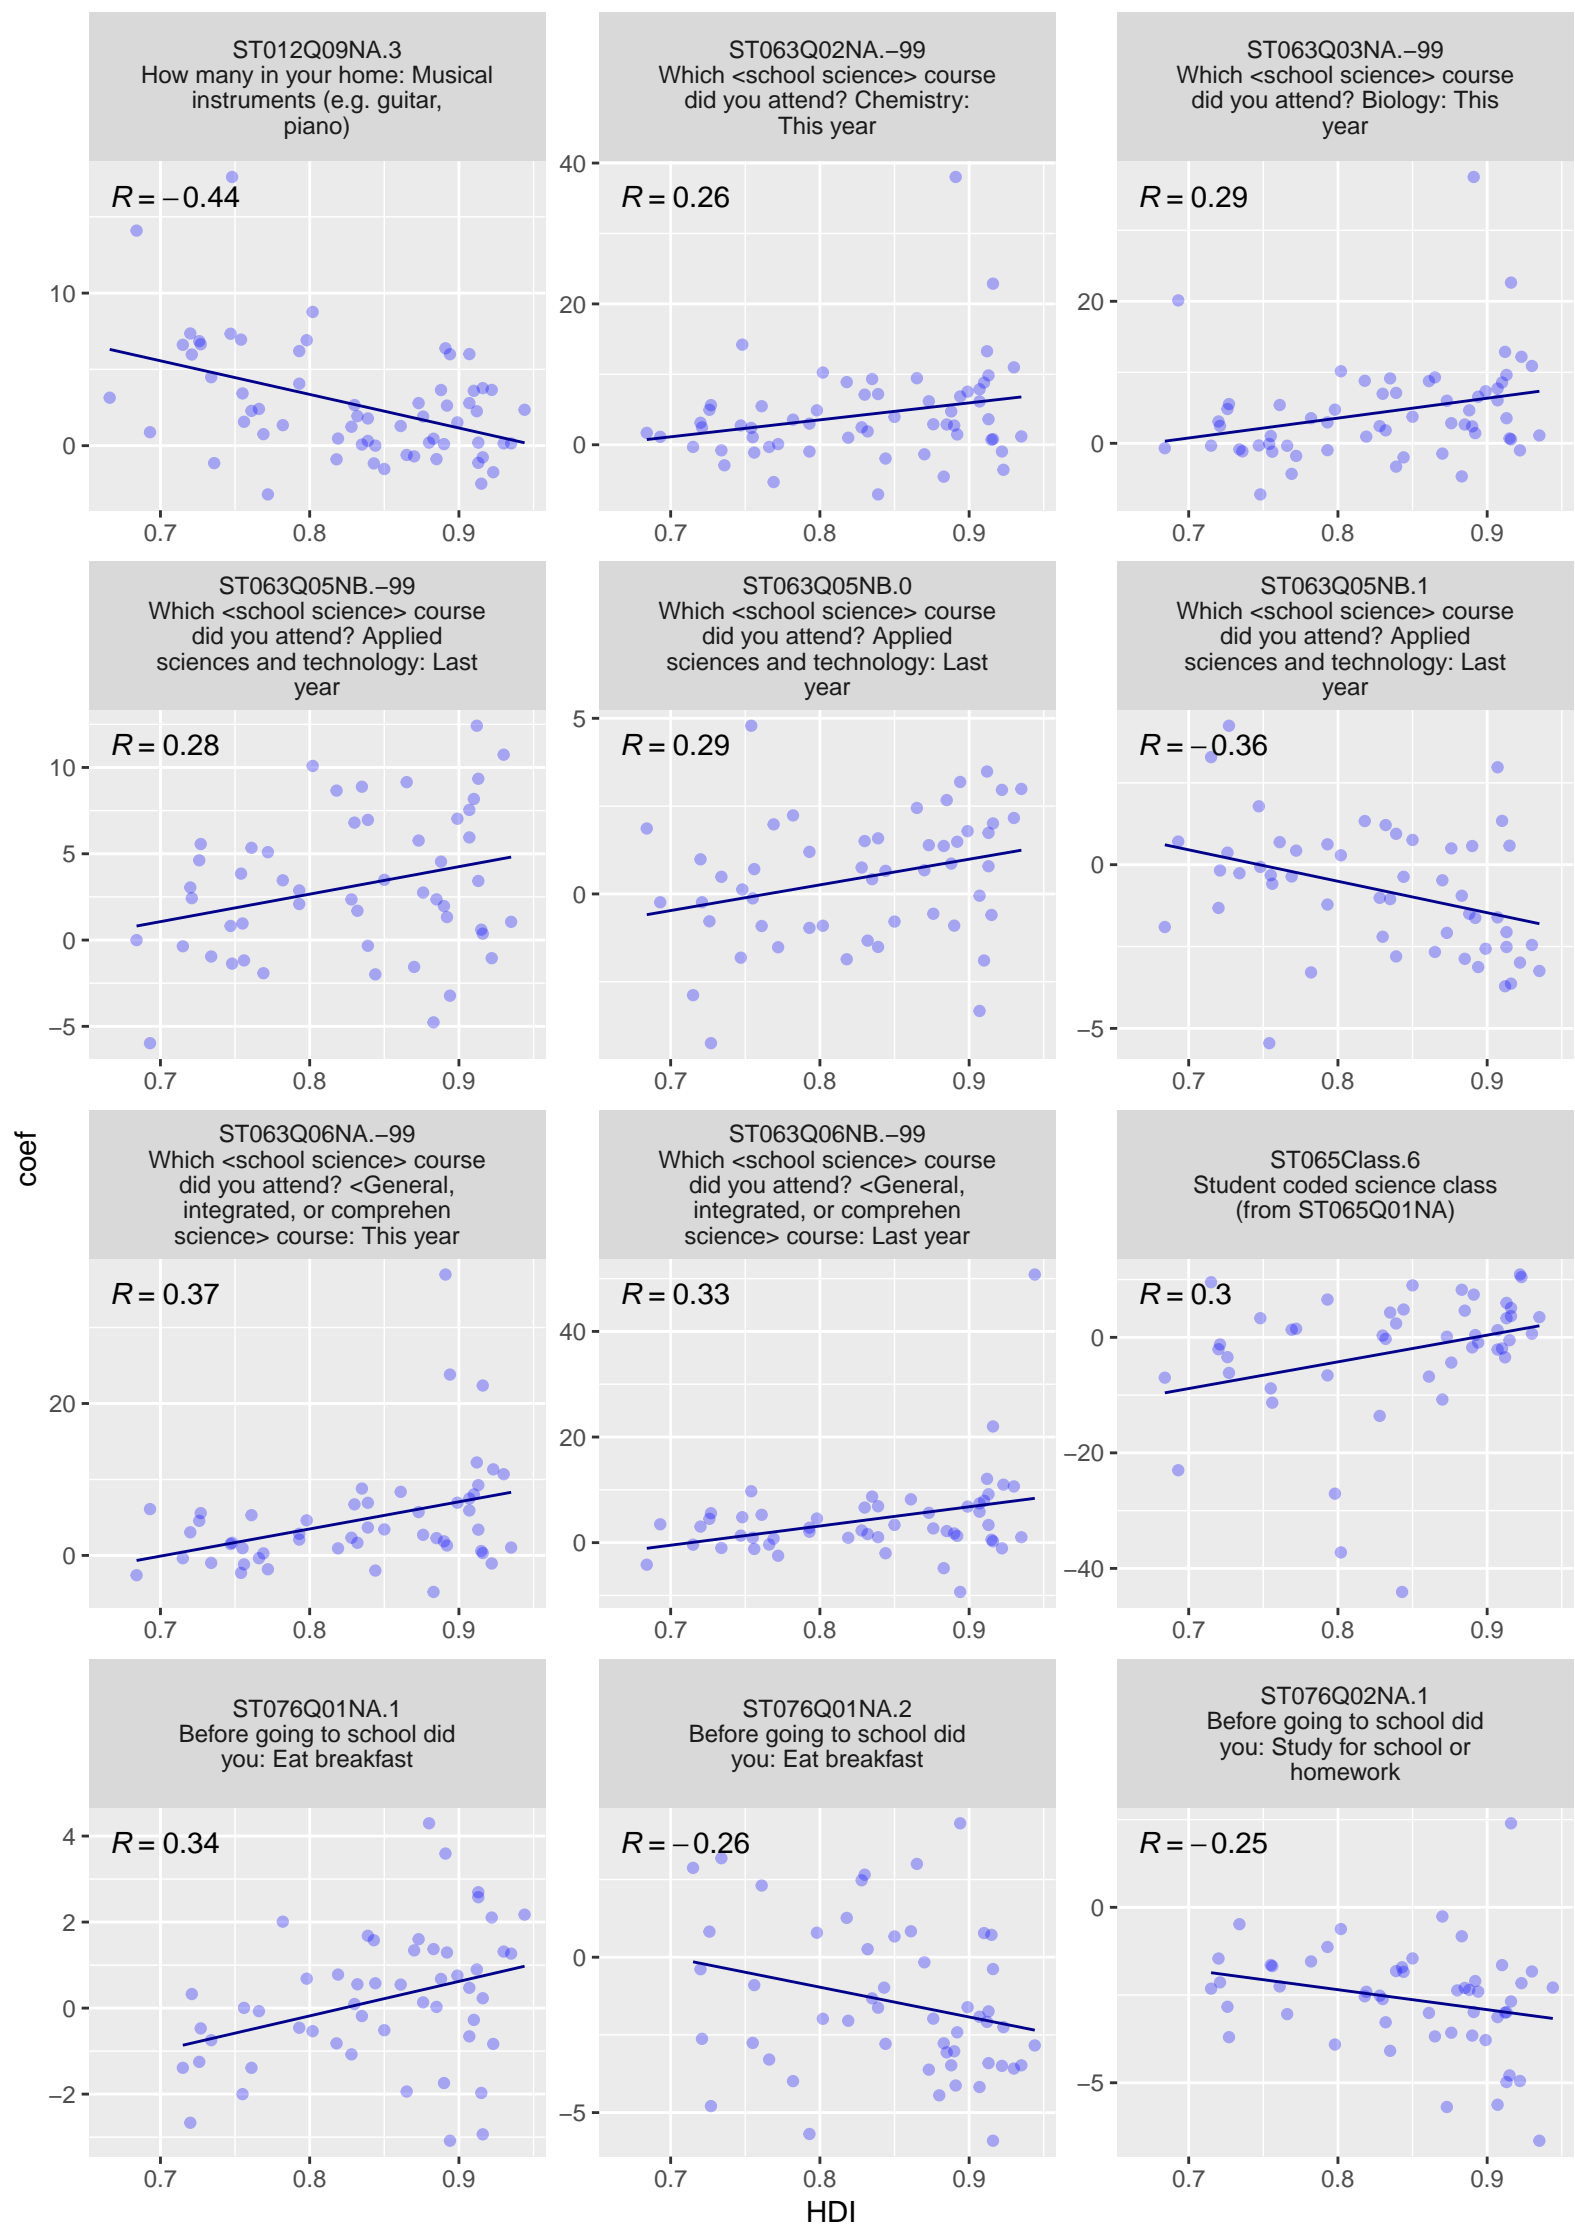 ST012Q09NA.3
How many in your home: Musical
instruments (e.g. guitar,
piano)
R = −0.44
10
0
0.7 0.8 0.9
ST063Q02NA.−99
Which <school science> course
did you attend? Chemistry:
This year
R = 0.26
40
20
0
0.7 0.8 0.9
ST063Q03NA.−99
Which <school science> course
did you attend? Biology: This
year
R = 0.29
20
0
0.7 0.8 0.9
ST063Q05NB.−99
Which <school science> course
did you attend? Applied
sciences and technology: Last
year
R = 0.28
10
5
0
−5
0.7 0.8 0.9
ST063Q05NB.0
Which <school science> course
did you attend? Applied
sciences and technology: Last
year
R = 0.29
5
0
0.7 0.8 0.9
ST063Q05NB.1
Which <school science> course
did you attend? Applied
sciences and technology: Last
year
R = −0.36
0
−5
0.7 0.8 0.9
coef
ST063Q06NA.−99
Which <school science> course
did you attend? <General,
integrated, or comprehen
science> course: This year
R = 0.37
20
0
0.7 0.8 0.9
ST063Q06NB.−99
Which <school science> course
did you attend? <General,
integrated, or comprehen
science> course: Last year
R = 0.33
40
20
0
0.7 0.8 0.9
ST065Class.6
Student coded science class
(from ST065Q01NA)
R = 0.3
0
−20
−40
0.7 0.8 0.9
ST076Q01NA.1
Before going to school did
you: Eat breakfast
R = 0.34
4
2
0
−2
0.7 0.8 0.9
ST076Q01NA.2
Before going to school did
you: Eat breakfast
R = −0.26
0
−5
0.7 0.8 0.9
ST076Q02NA.1
Before going to school did
you: Study for school or
homework
R = −0.25
0
−5
0.7 0.8 0.9
HDI